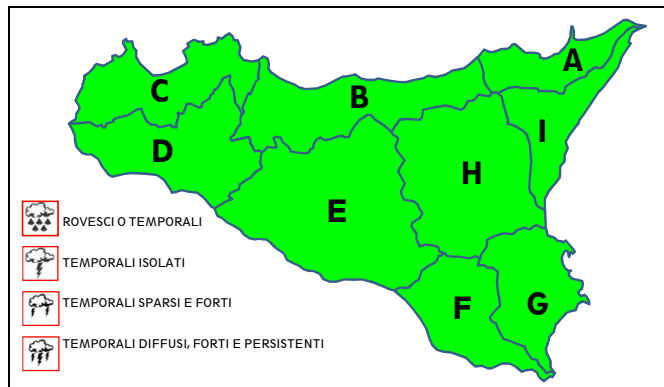 A
B
C
I
D
H
E
ROVESCI O TEMPORALI
TEMPORALI ISOLATI
TEMPORALI SPARSI E FORTI
F
G
TEMPORALI DIFFUSI, FORTI E PERSISTENTI